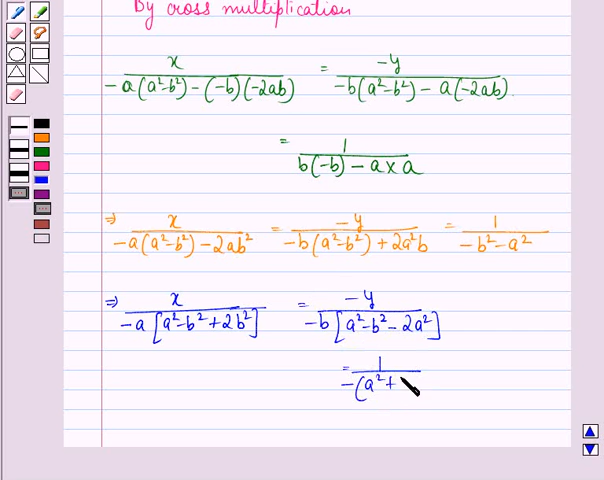 By cross multiplication
x / (-a(a²-b²) - (-b)(-2ab)) = -y / (-b(a²-b²) - a(-2ab))
= 1 / (b(-b) - a×a)
⇒ x / (-a(a²-b²) - 2ab²) = -y / (-b(a²-b²) + 2a²b) = 1 / (-b²-a²)
⇒ x / (-a[a²-b²+2b²]) = -y / (-b[a²-b²-2a²])
= 1 / (-(a²+